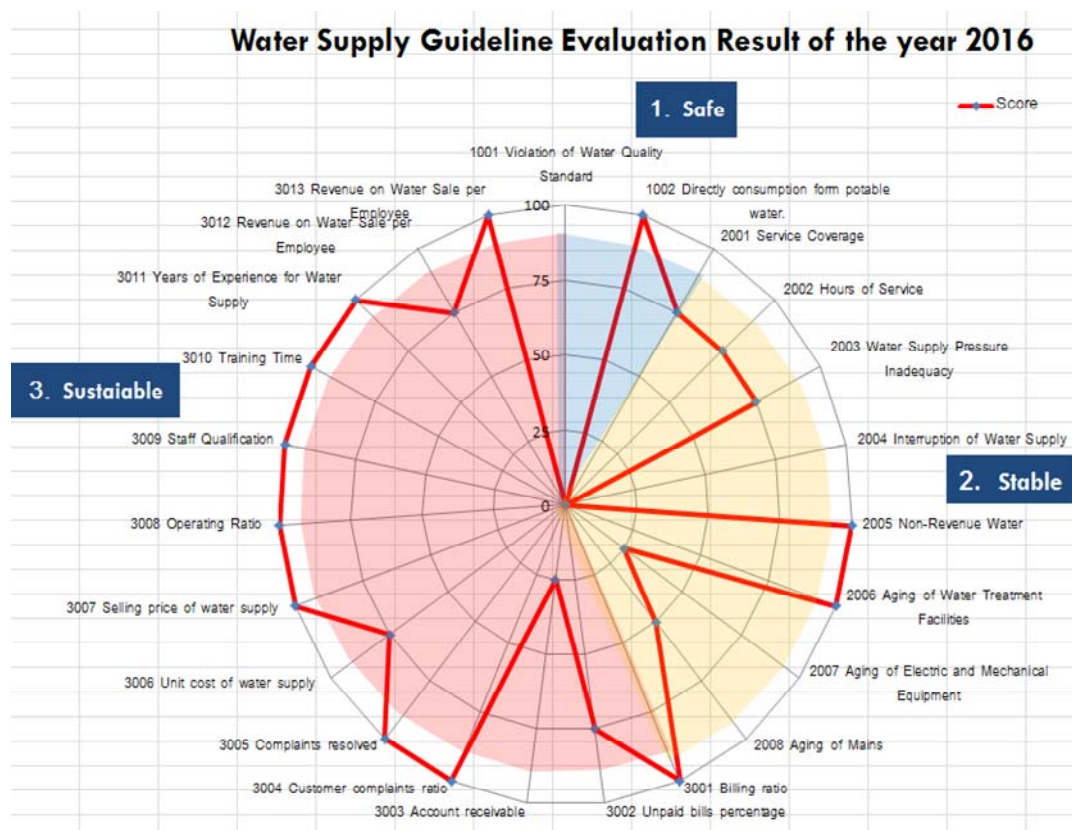 Water Supply Guideline Evaluation Result of the year 2016
1. Safe
Score
1001 Violation of Water Quality
Standard
1002 Directly consumption form potable
water.
2001 Service Coverage
2002 Hours of Service
2003 Water Supply Pressure
Inadequacy
2004 Interruption of Water Supply
2. Stable
2005 Non-Revenue Water
2006 Aging of Water Treatment
Facilities
2007 Aging of Electric and Mechanical
Equipment
2008 Aging of Mains
3001 Billing ratio
3002 Unpaid bills percentage
3003 Account receivable
3004 Customer complaints ratio
3005 Complaints resolved
3006 Unit cost of water supply
3007 Selling price of water supply
3008 Operating Ratio
3009 Staff Qualification
3. Sustaiable
3010 Training Time
3011 Years of Experience for Water
Supply
3012 Revenue on Water Sale per
Employee
3013 Revenue on Water Sale per
Employee
100
75
50
25
0